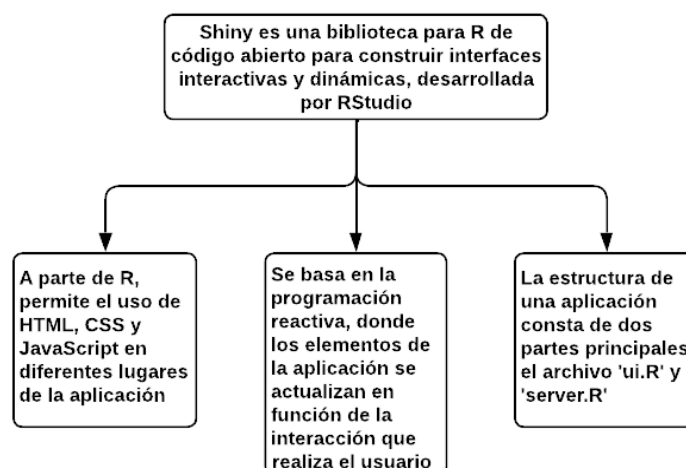 Shiny es una biblioteca para R de
código abierto para construir interfaces
interactivas y dinámicas, desarrollada
por RStudio
A parte de R,
permite el uso de
HTML, CSS y
JavaScript en
diferentes lugares
de la aplicación
Se basa en la
programación
reactiva, donde
los elementos de
la aplicación se
actualizan en
función de la
interacción que
realiza el usuario
La estructura de
una aplicación
consta de dos
partes principales
el archivo 'ui.R' y
'server.R'